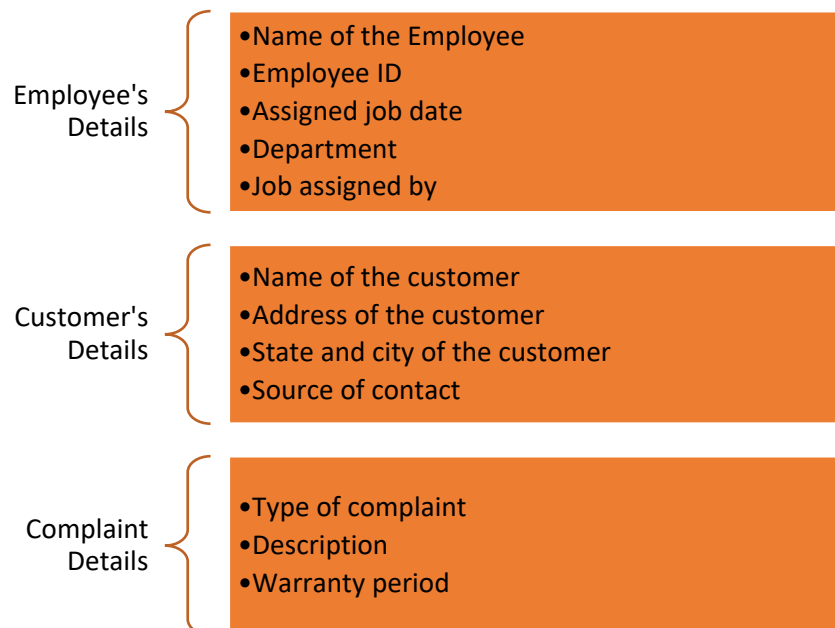 Employee's
Details
•Name of the Employee
•Employee ID
•Assigned job date
•Department
•Job assigned by
Customer's
Details
•Name of the customer
•Address of the customer
•State and city of the customer
•Source of contact
Complaint
Details
•Type of complaint
•Description
•Warranty period